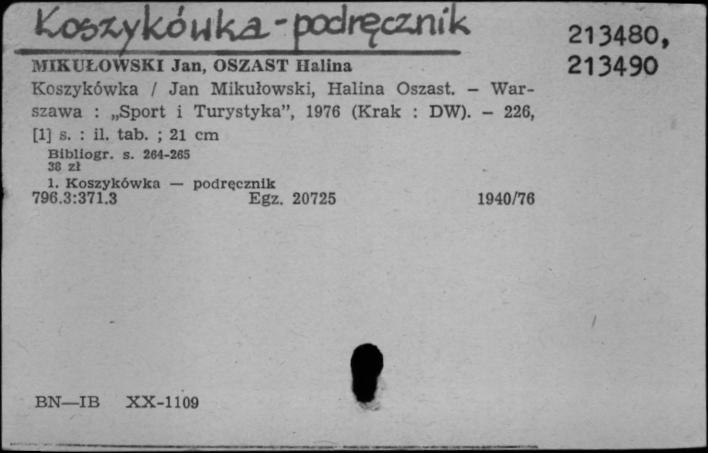 Koszykówka - podręcznik
213480,
213490
MIKUŁOWSKI Jan, OSZAST Halina
Koszykówka / Jan Mikułowski, Halina Oszast. – War-
szawa : „Sport i Turystyka”, 1976 (Krak : DW). – 226,
[1] s. : il. tab. ; 21 cm
Bibliogr. s. 264-265
38 zł
1. Koszykówka — podręcznik
796.3:371.3 Egz. 20725 1940/76
BN—IB XX-1109